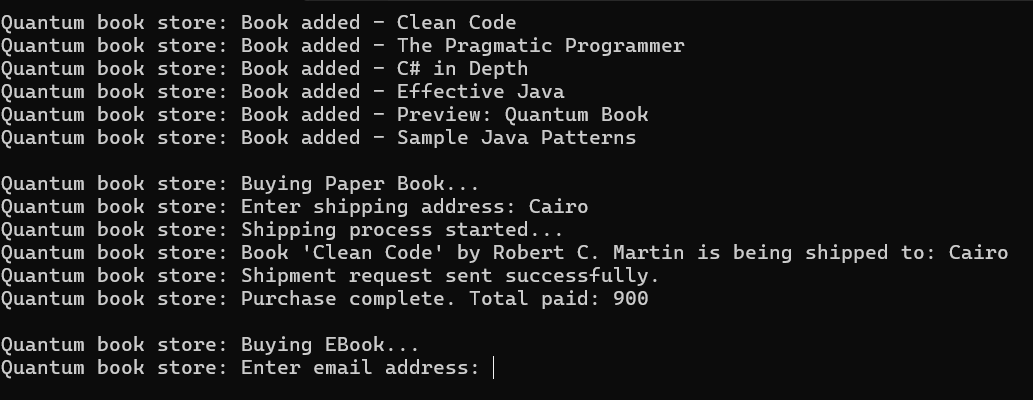 Quantum book store: Book added - Clean Code
Quantum book store: Book added - The Pragmatic Programmer
Quantum book store: Book added - C# in Depth
Quantum book store: Book added - Effective Java
Quantum book store: Book added - Preview: Quantum Book
Quantum book store: Book added - Sample Java Patterns
Quantum book store: Buying Paper Book...
Quantum book store: Enter shipping address: Cairo
Quantum book store: Shipping process started...
Quantum book store: Book 'Clean Code' by Robert C. Martin is being shipped to: Cairo
Quantum book store: Shipment request sent successfully.
Quantum book store: Purchase complete. Total paid: 900
Quantum book store: Buying EBook...
Quantum book store: Enter email address: